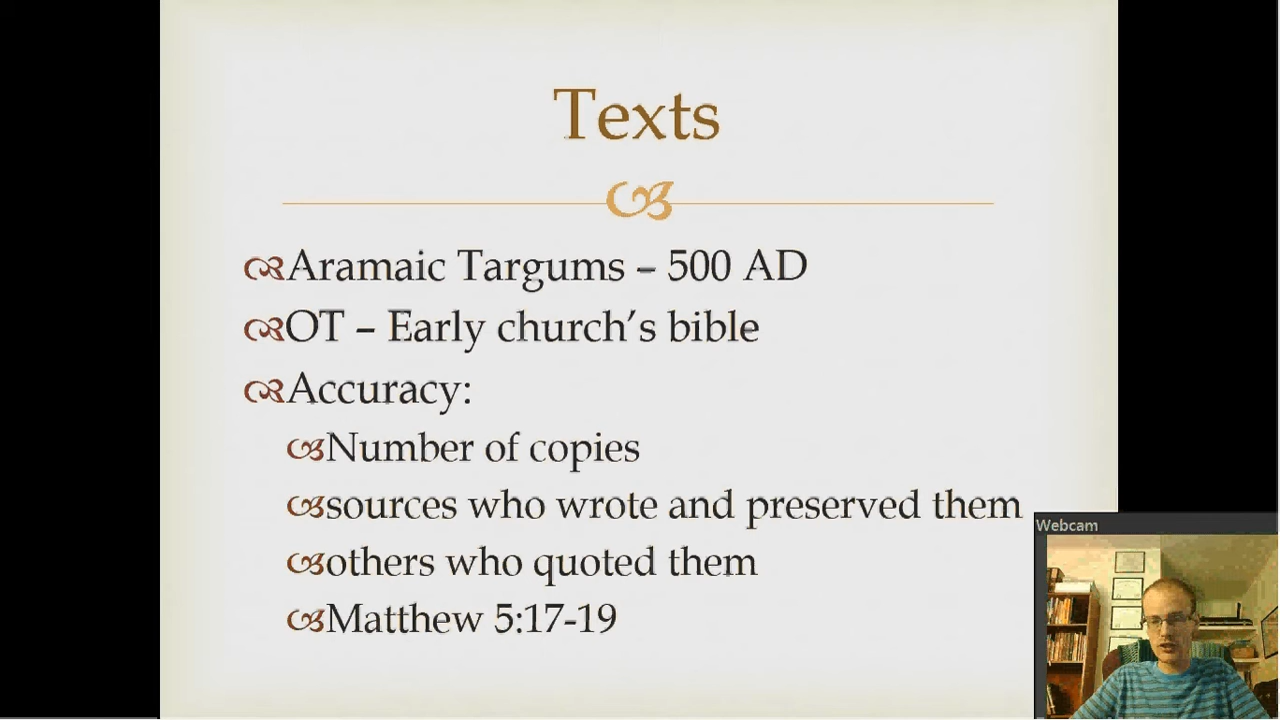 Texts
Aramaic Targums – 500 AD
OT – Early church's bible
Accuracy:
Number of copies
sources who wrote and preserved them
others who quoted them
Matthew 5:17-19
Webcam